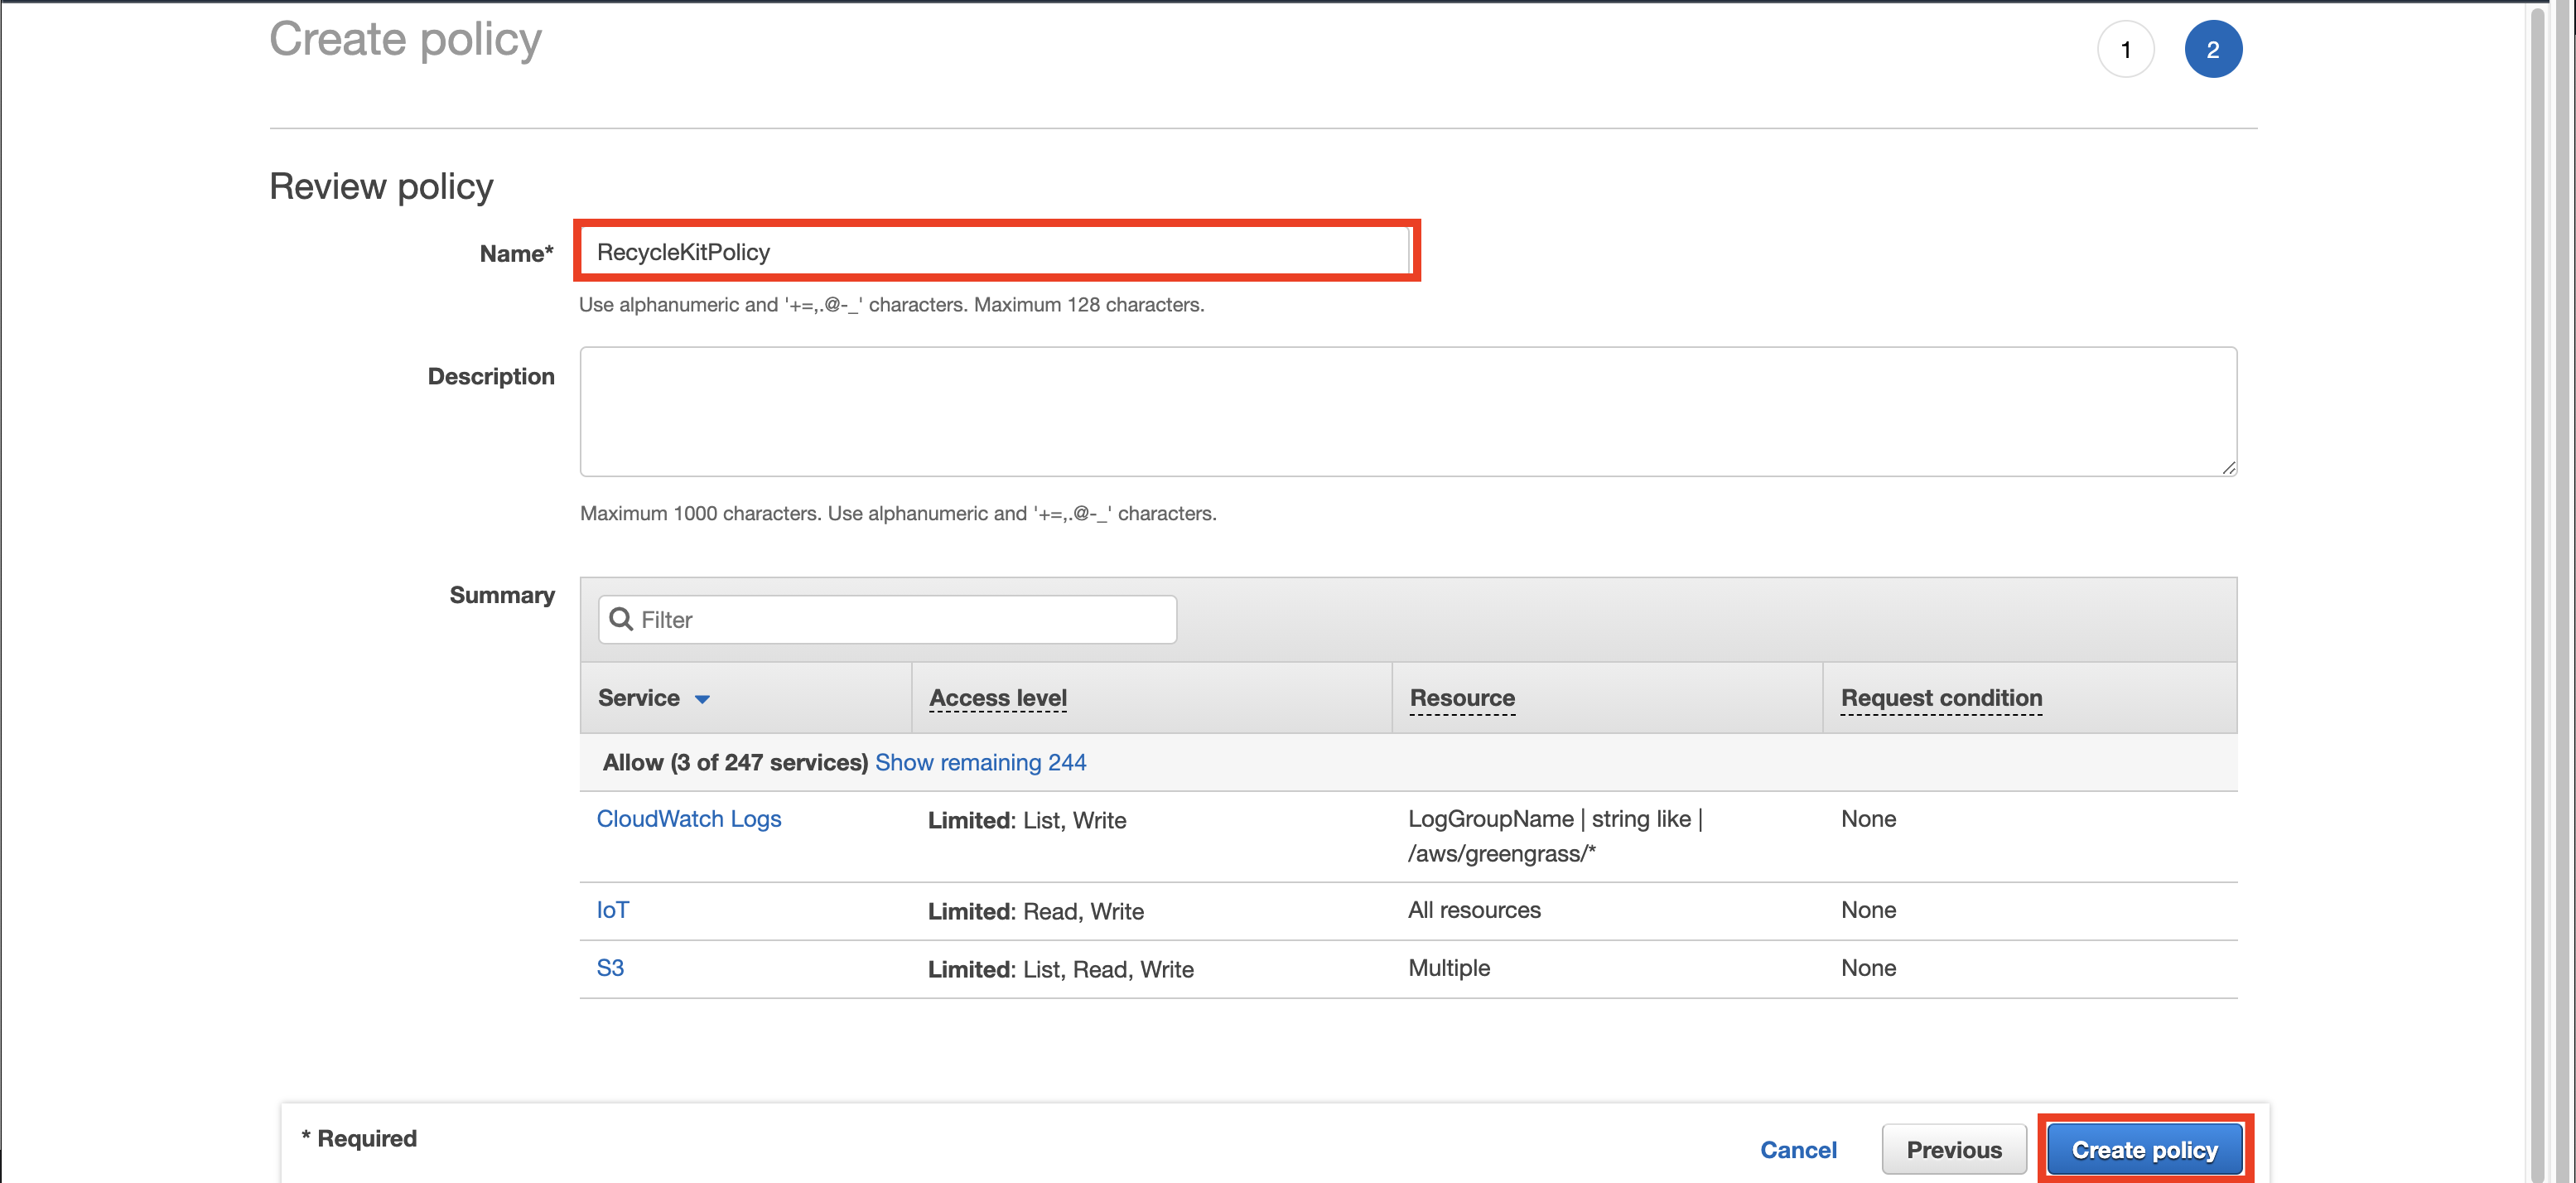 Create policy
1
2
Review policy
Name*
RecycleKitPolicy
Use alphanumeric and '+=,.@-_' characters. Maximum 128 characters.
Description
Maximum 1000 characters. Use alphanumeric and '+=,.@-_' characters.
Summary
Filter
Service Access level Resource Request condition
Allow (3 of 247 services) Show remaining 244
CloudWatch Logs Limited: List, Write LogGroupName | string like | None
/aws/greengrass/*
IoT Limited: Read, Write All resources None
S3 Limited: List, Read, Write Multiple None
* Required
Cancel Previous Create policy